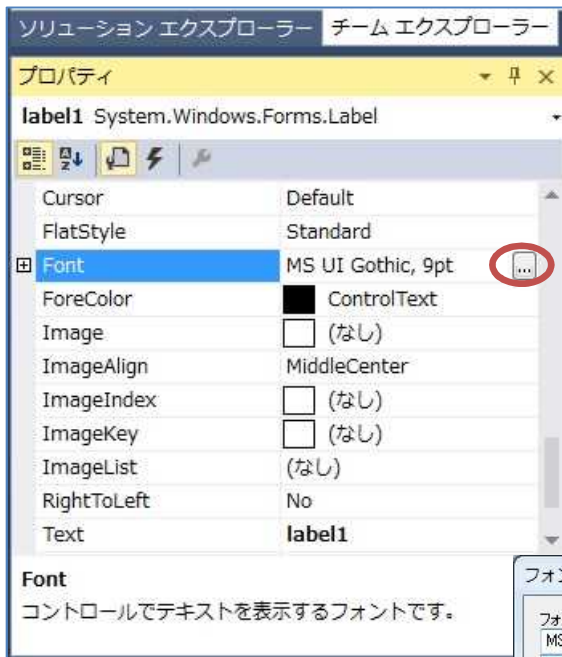 ソリューション エクスプローラー チーム エクスプローラー
プロパティ
label1 System.Windows.Forms.Label
Cursor Default
FlatStyle Standard
Font MS UI Gothic, 9pt ...
ForeColor ControlText
Image (なし)
ImageAlign MiddleCenter
ImageIndex (なし)
ImageKey (なし)
ImageList (なし)
RightToLeft No
Text label1
Font
コントロールでテキストを表示するフォントです。